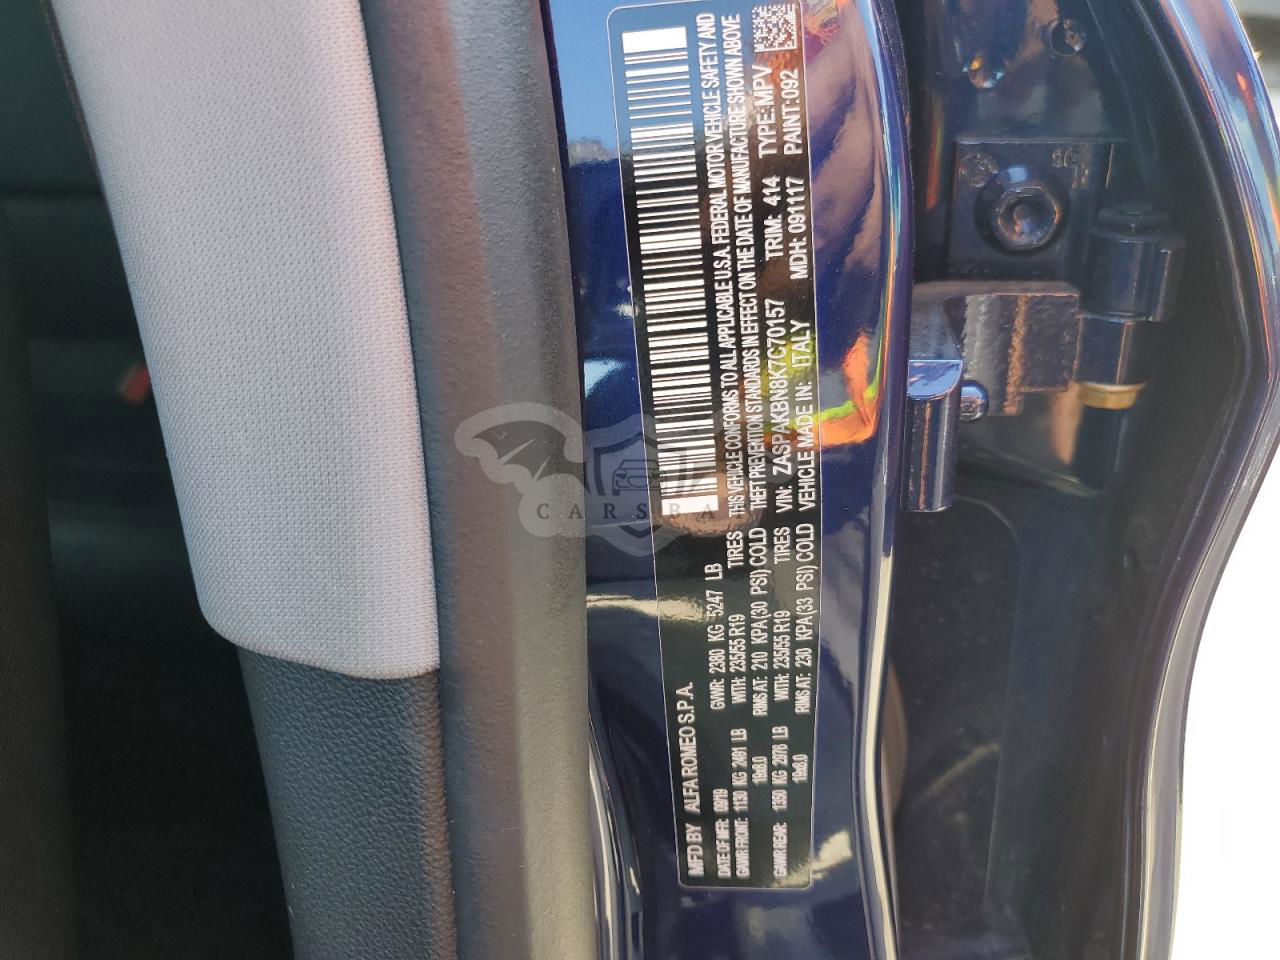 MFD BY ALFA ROMEO S.P.A.
DATE OF MFR: 09/19 GVWR: 2380 KG 5247 LB
GAWR FRONT: 1130 KG 2491 LB WITH: 235/55 R19 TIRES
18x8.0 RIMS AT: 210 KPA(30 PSI) COLD
GAWR REAR: 1350 KG 2976 LB WITH: 235/55 R19 TIRES
18x8.0 RIMS AT: 230 KPA(33 PSI) COLD
THIS VEHICLE CONFORMS TO ALL APPLICABLE U.S.A. FEDERAL MOTOR VEHICLE SAFETY AND
THEFT PREVENTION STANDARDS IN EFFECT ON THE DATE OF MANUFACTURE SHOWN ABOVE
VIN: ZASPAKBN8K7C70157 TRIM: 414 TYPE: MPV
VEHICLE MADE IN: ITALY MDH: 091117 PAINT: 092
CARSBA